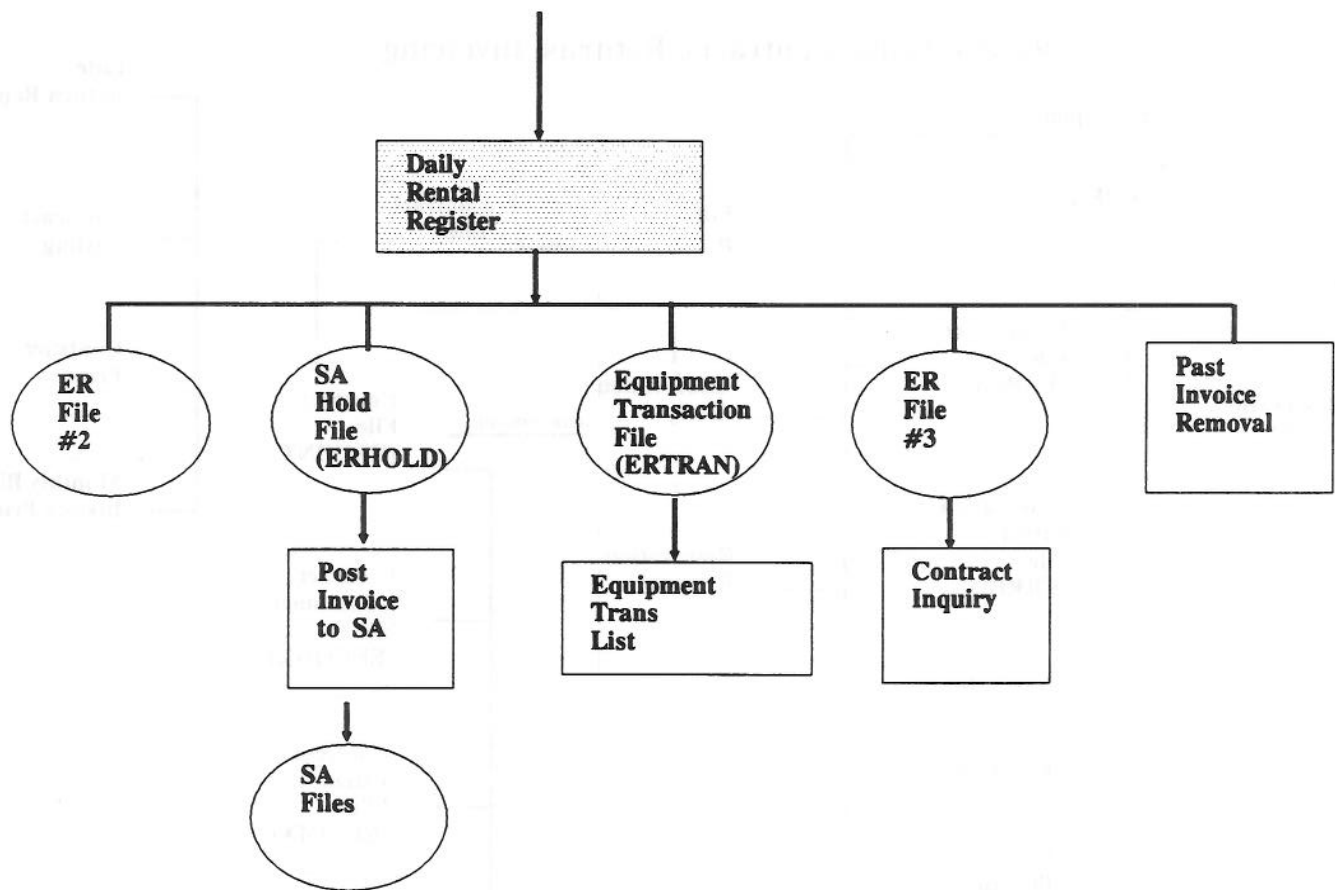 Daily
Rental
Register
ER
File
#2
SA
Hold
File
(ERHOLD)
Equipment
Transaction
File
(ERTRAN)
ER
File
#3
Past
Invoice
Removal
Post
Invoice
to SA
Equipment
Trans
List
Contract
Inquiry
SA
Files